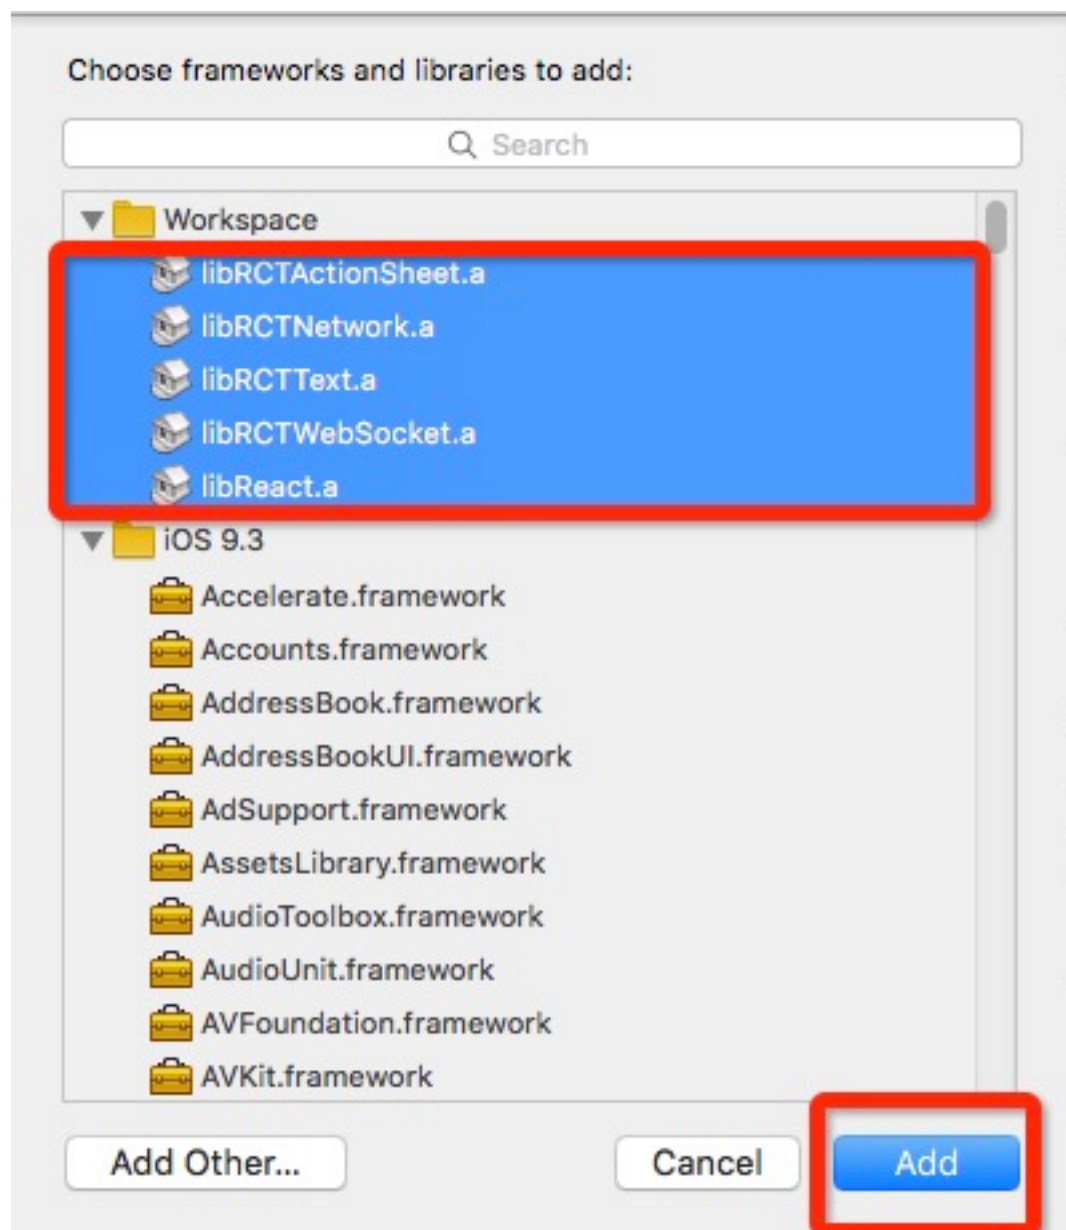 Choose frameworks and libraries to add:
Search
Workspace
libRCTActionSheet.a
libRCTNetwork.a
libRCTText.a
libRCTWebSocket.a
libReact.a
iOS 9.3
Accelerate.framework
Accounts.framework
AddressBook.framework
AddressBookUI.framework
AdSupport.framework
AssetsLibrary.framework
AudioToolbox.framework
AudioUnit.framework
AVFoundation.framework
AVKit.framework
Add Other... Cancel Add